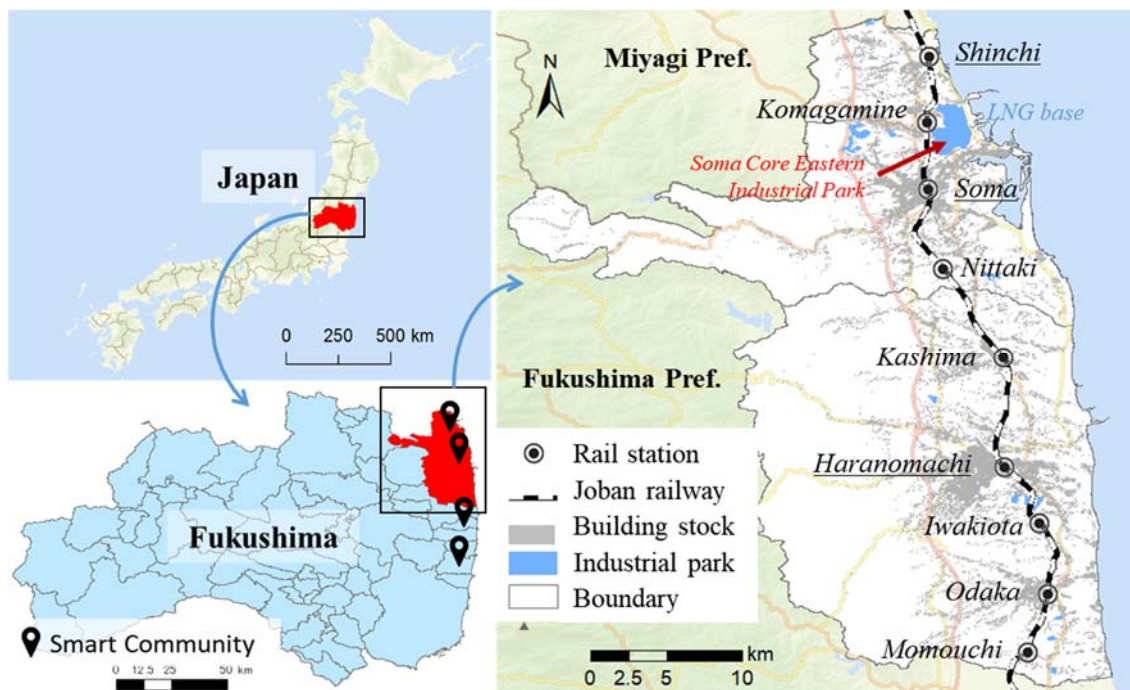 Japan
0 250 500 km
Fukushima
Smart Community
0 12.5 25 50 km
Miyagi Pref.
N
Shinchi
Komagamine
LNG base
Soma Core Eastern
Industrial Park
Soma
Nittaki
Kashima
Fukushima Pref.
Haranomachi
Iwakiota
Odaka
Momouchi
Rail station
Joban railway
Building stock
Industrial park
Boundary
km
0 2.5 5 10